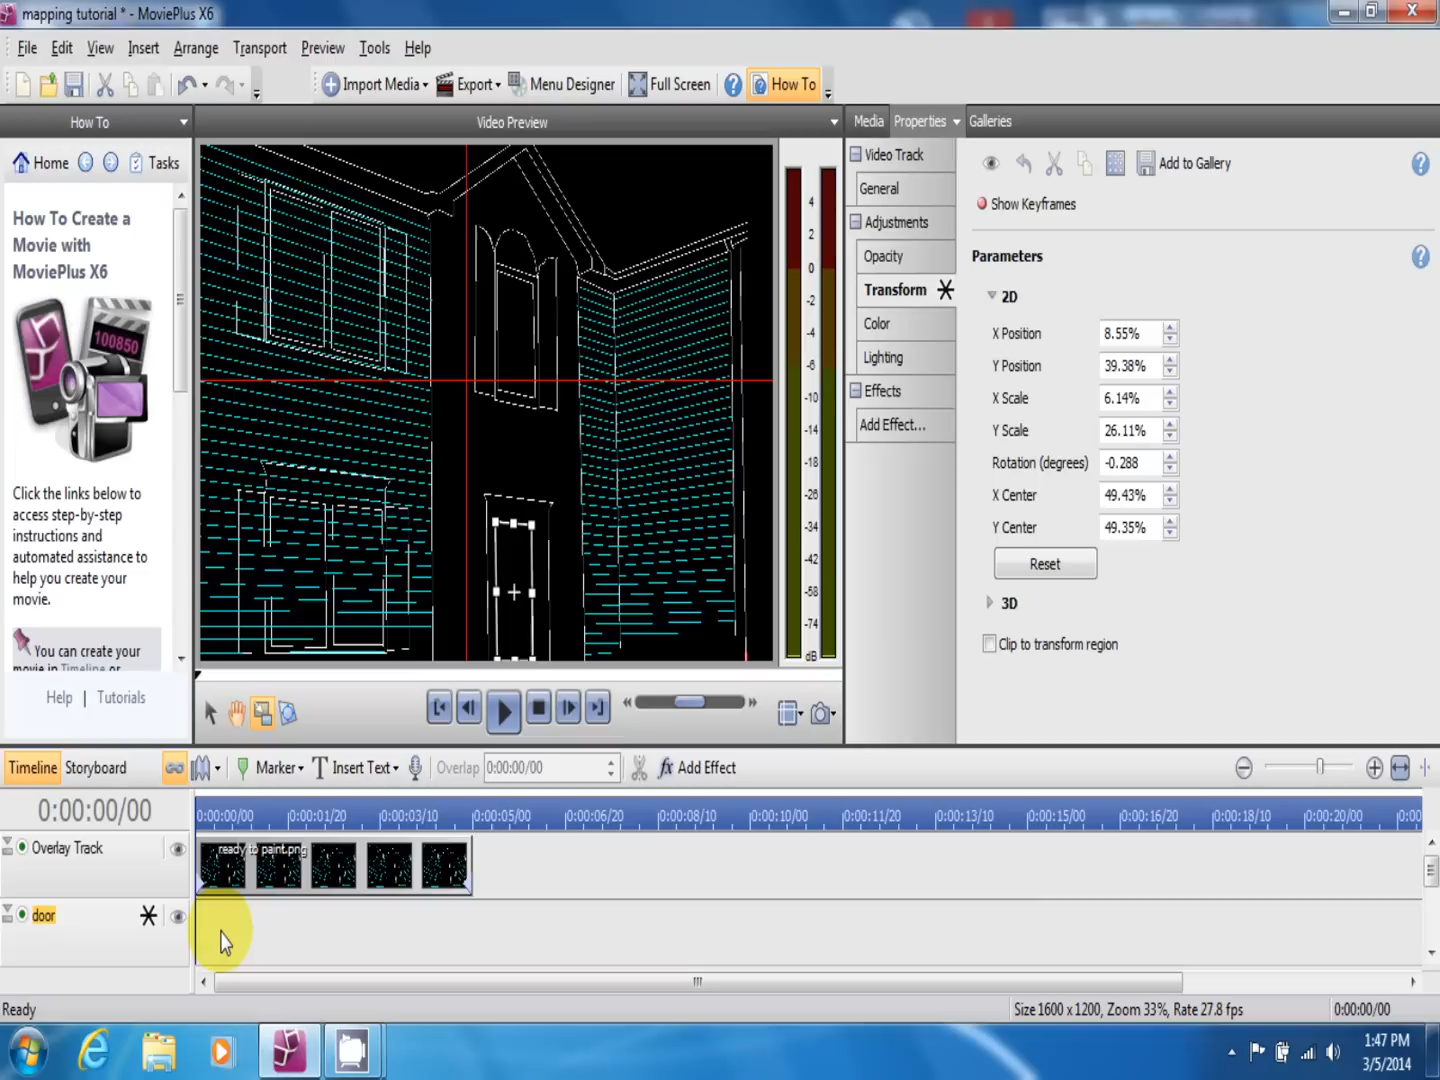 mapping tutorial * - MoviePlus X6
File Edit View Insert Arrange Transport Preview Tools Help
Import Media Export Menu Designer Full Screen How To
How To
Video Preview
Media Properties Galleries
Home Tasks
How To Create a
Movie with
MoviePlus X6
100850
Click the links below to
access step-by-step
instructions and
automated assistance to
help you create your
movie.
You can create your
movie in Timeline or
Help | Tutorials
4
2
0
-2
-4
-6
-10
-14
-18
-26
-34
-42
-58
-74
dB
Video Track
General
Adjustments
Opacity
Transform
Color
Lighting
Effects
Add Effect...
Add to Gallery
Show Keyframes
Parameters
2D
X Position 8.55%
Y Position 39.38%
X Scale 6.14%
Y Scale 26.11%
Rotation (degrees) -0.288
X Center 49.43%
Y Center 49.35%
Reset
3D
Clip to transform region
Timeline Storyboard Marker Insert Text Overlap 0:00:00/00 fx Add Effect
0:00:00/00
0:00:00/00 0:00:01/20 0:00:03/10 0:00:05/00 0:00:06/20 0:00:08/10 0:00:10/00 0:00:11/20 0:00:13/10 0:00:15/00 0:00:16/20 0:00:18/10 0:00:20/00 0:00
Overlay Track
ready to paint.png
door
Ready
Size 1600 x 1200, Zoom 33%, Rate 27.8 fps
0:00:00/00
1:47 PM
3/5/2014